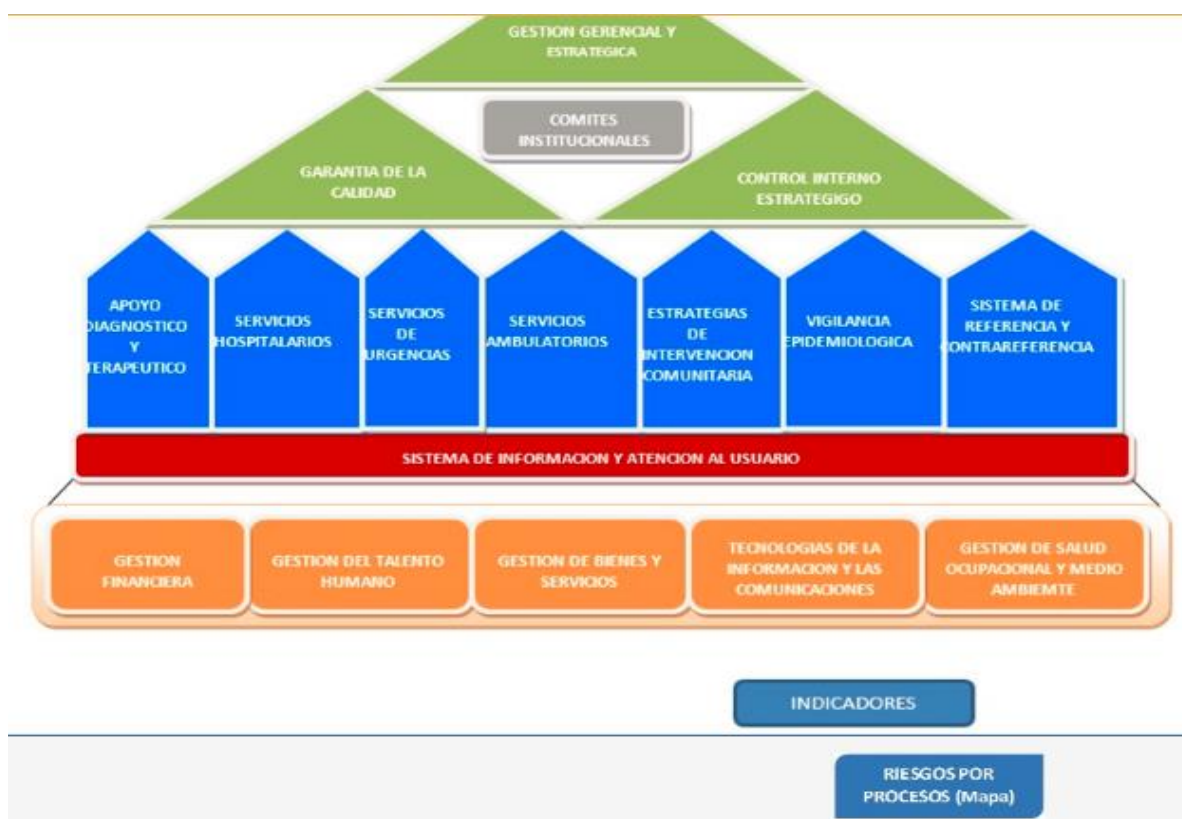 GESTION GERENCIAL Y
ESTRATEGICA
COMITES
INSTITUCIONALES
GARANTIA DE LA
CALIDAD
CONTROL INTERNO
ESTRATEGIGO
APOYO
DIAGNOSTICO
Y
TERAPEUTICO
SERVICIOS
HOSPITALARIOS
SERVICIOS
DE
URGENCIAS
SERVICIOS
AMBULATORIOS
ESTRATEGIAS
DE
INTERVENCION
COMUNITARIA
VIGILANCIA
EPIDEMIOLOGICA
SISTEMA DE
REFERENCIA Y
CONTRAREFERENCIA
SISTEMA DE INFORMACION Y ATENCION AL USUARIO
GESTION
FINANCIERA
GESTION DEL TALENTO
HUMANO
GESTION DE BIENES Y
SERVICIOS
TECNOLOGIAS DE LA
INFORMACION Y LAS
COMUNICACIONES
GESTION DE SALUD
OCUPACIONAL Y MEDIO
AMBIEMTE
INDICADORES
RIESGOS POR
PROCESOS (Mapa)